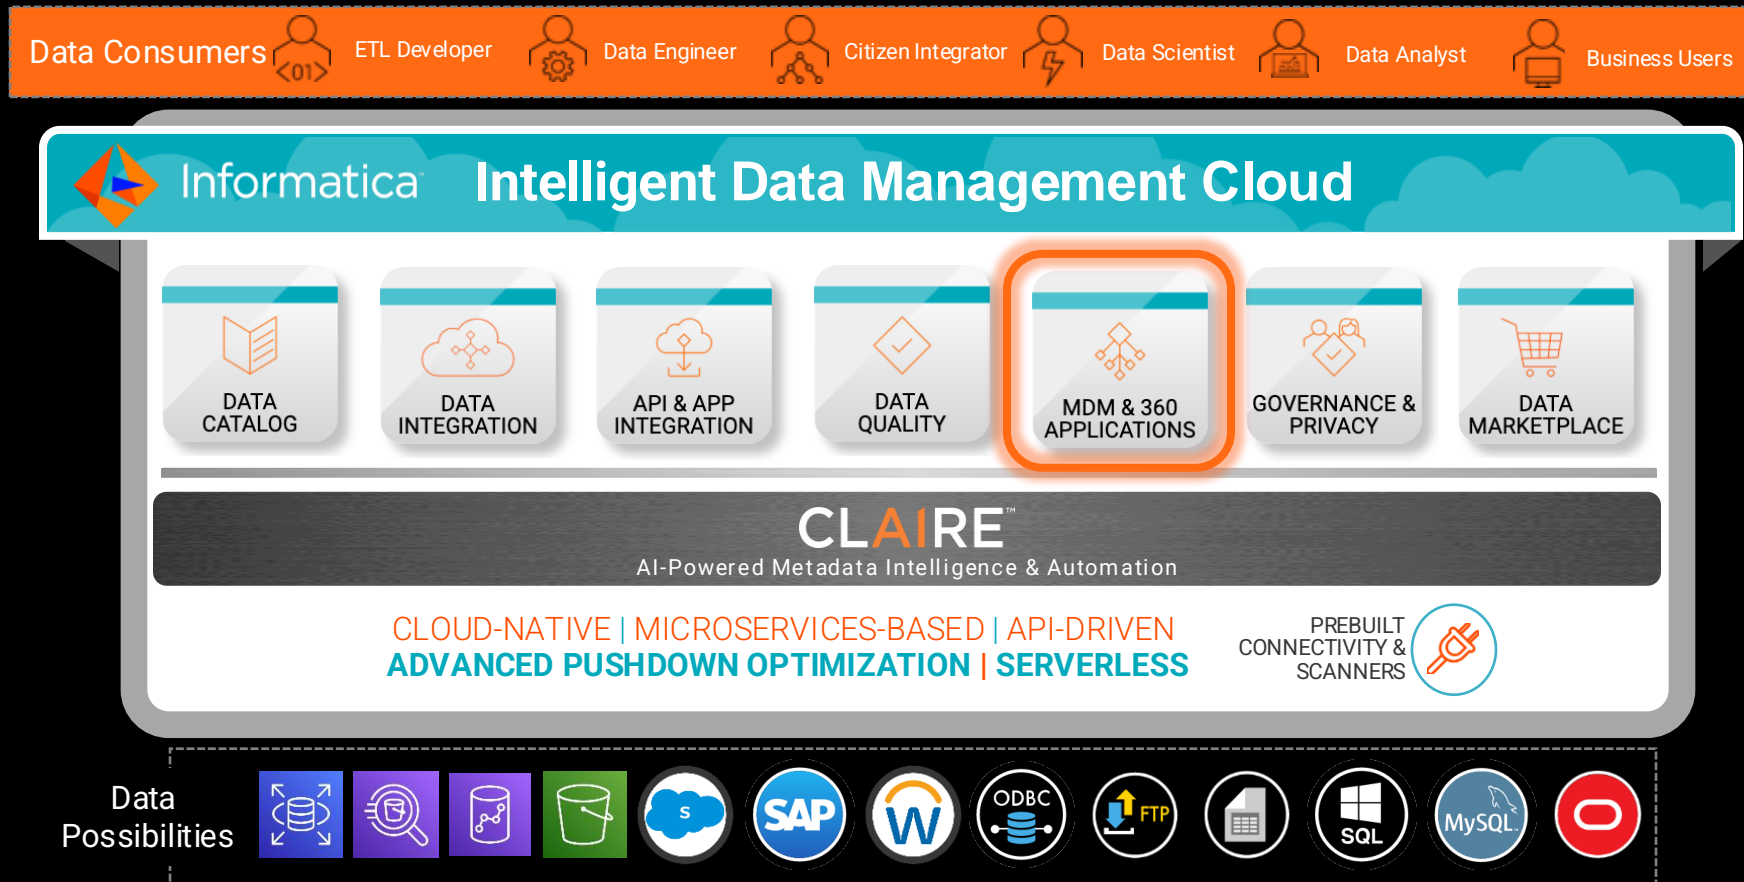 Data Consumers
<01>
ETL Developer
Data Engineer
Citizen Integrator
Data Scientist
Data Analyst
Business Users
Informatica™
Intelligent Data Management Cloud
DATA
CATALOG
DATA
INTEGRATION
API & APP
INTEGRATION
DATA
QUALITY
MDM & 360
APPLICATIONS
GOVERNANCE &
PRIVACY
DATA
MARKETPLACE
CLAIRE™
AI-Powered Metadata Intelligence & Automation
CLOUD-NATIVE | MICROSERVICES-BASED | API-DRIVEN
ADVANCED PUSHDOWN OPTIMIZATION | SERVERLESS
PREBUILT
CONNECTIVITY &
SCANNERS
Data
Possibilities
S
SAP
W
ODBC
FTP
SQL
MySQL